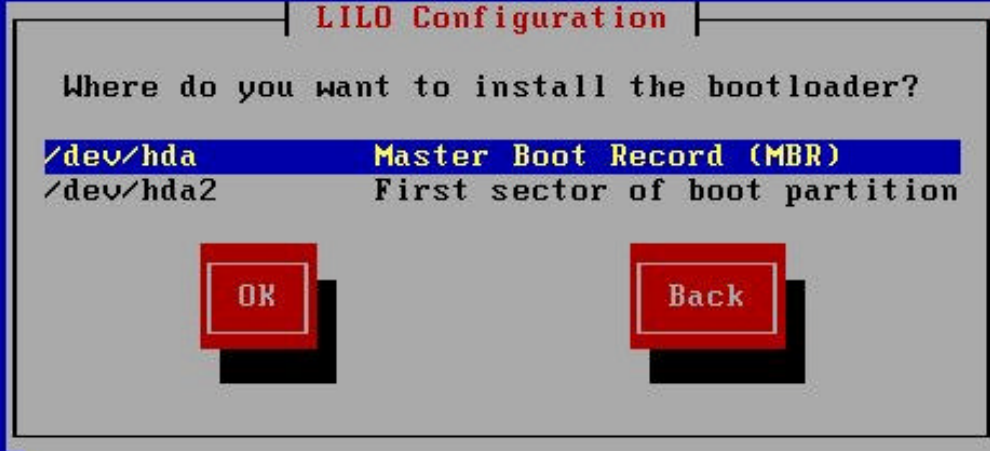 LILO Configuration
Where do you want to install the bootloader?
/dev/hda Master Boot Record (MBR)
/dev/hda2 First sector of boot partition
OK Back